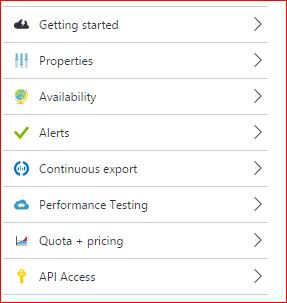 Getting started
Properties
Availability
Alerts
Continuous export
Performance Testing
Quota + pricing
API Access